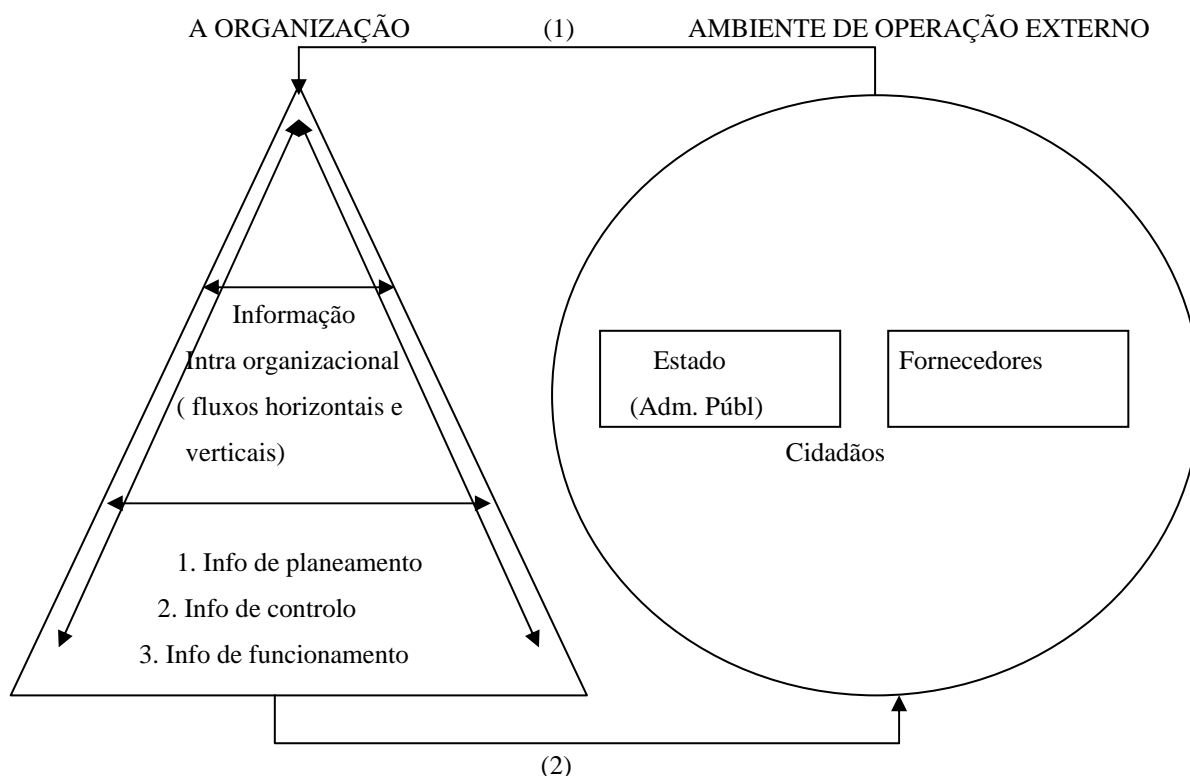 A ORGANIZAÇÃO (1) AMBIENTE DE OPERAÇÃO EXTERNO
Informação
Intra organizacional
( fluxos horizontais e
verticais)
Estado
(Adm. Públ)
Fornecedores
Cidadãos
1. Info de planeamento
2. Info de controlo
3. Info de funcionamento
(2)